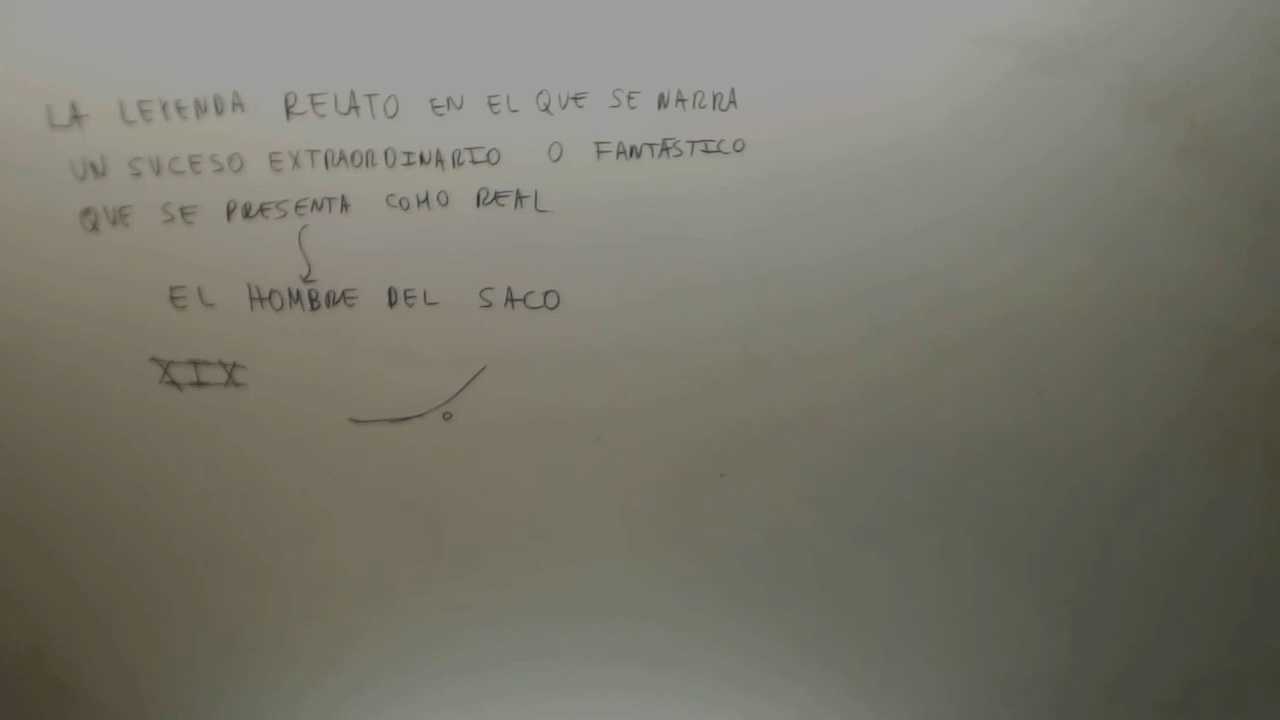 LA LEYENDA RELATO EN EL QUE SE NARRA
UN SUCESO EXTRAORDINARIO O FANTÁSTICO
QUE SE PRESENTA COMO REAL
EL HOMBRE DEL SACO
XIX